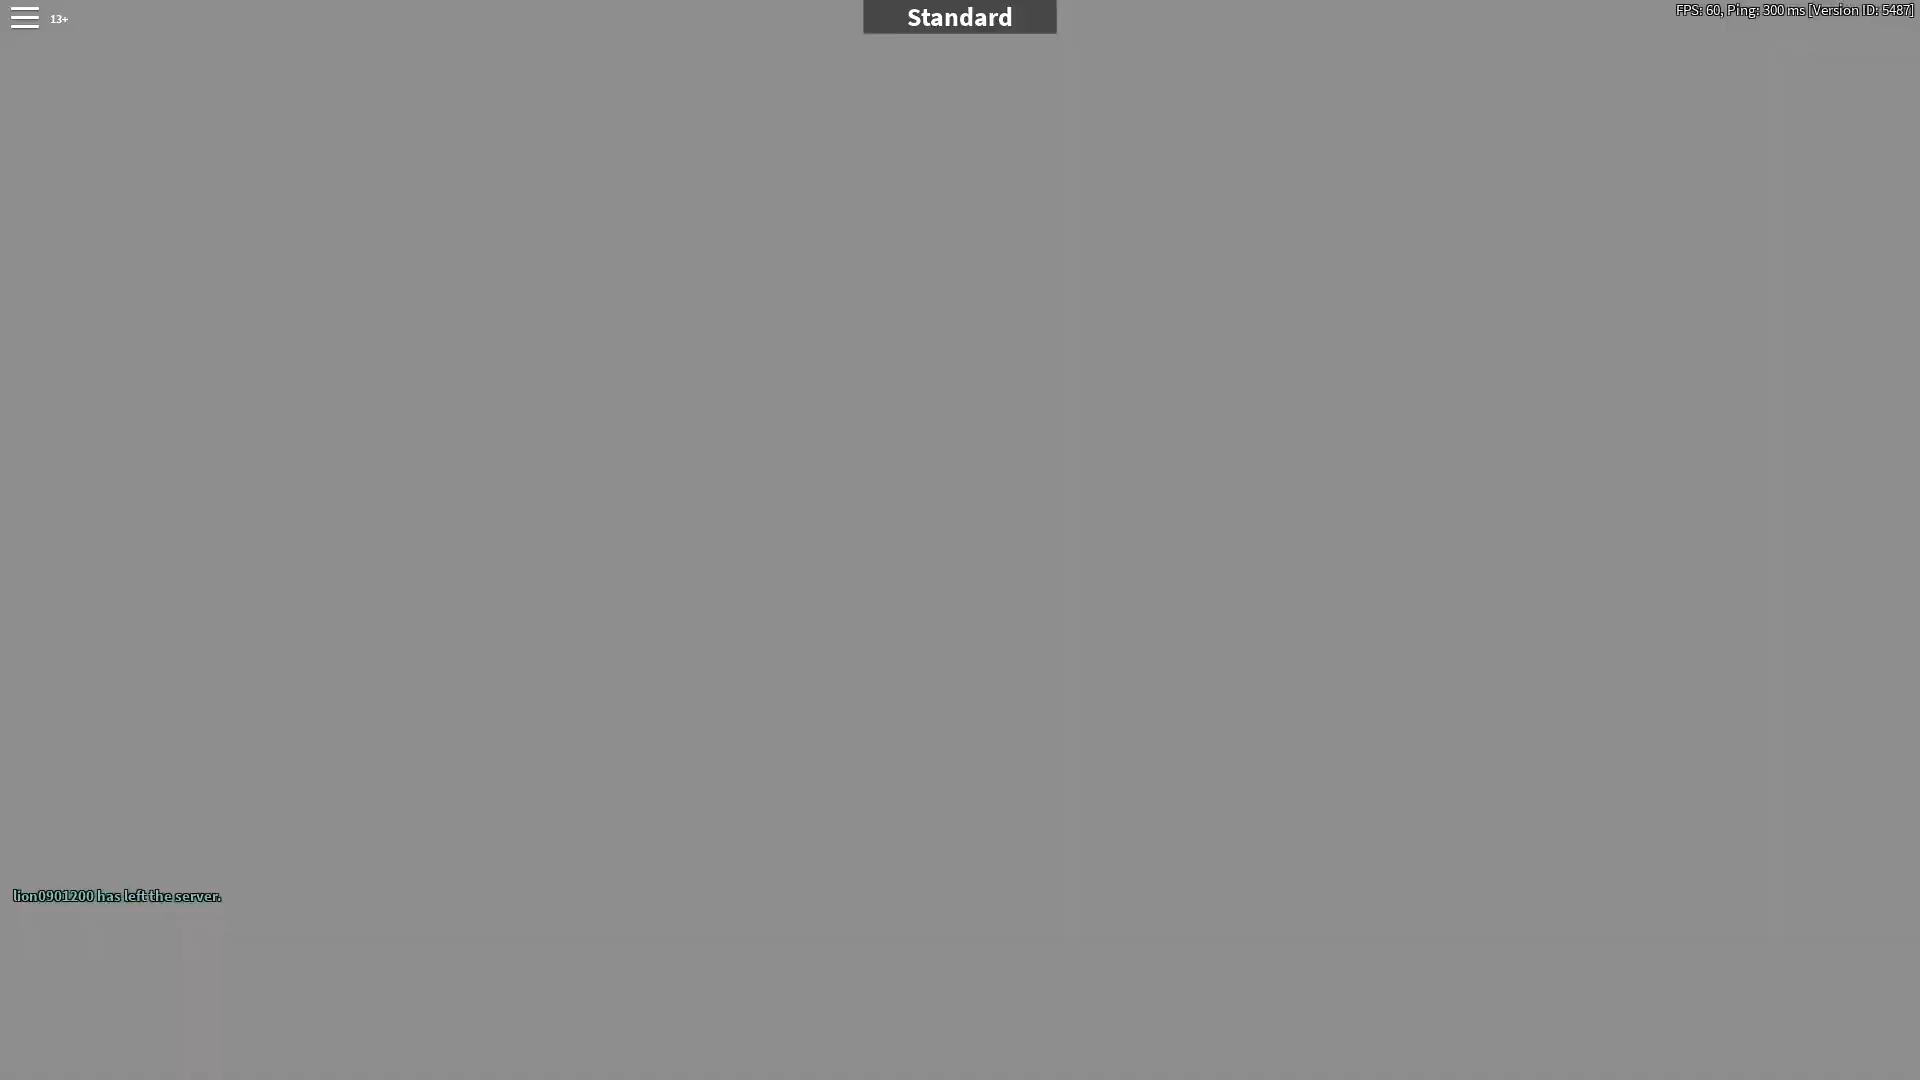 13+
Standard
FPS: 60, Ping: 300 ms [Version ID: 5487]
lion0901200 has left the server.